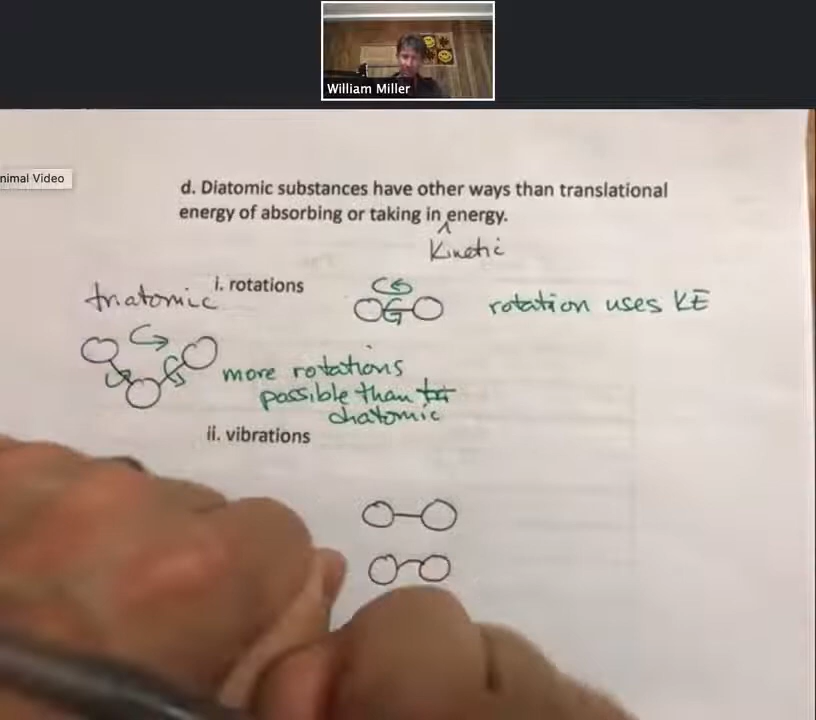 William Miller
nimal Video
d. Diatomic substances have other ways than translational
energy of absorbing or taking in energy.
Kinetic
triatomic
i. rotations
rotation uses KE
more rotations
possible than
diatomic
ii. vibrations